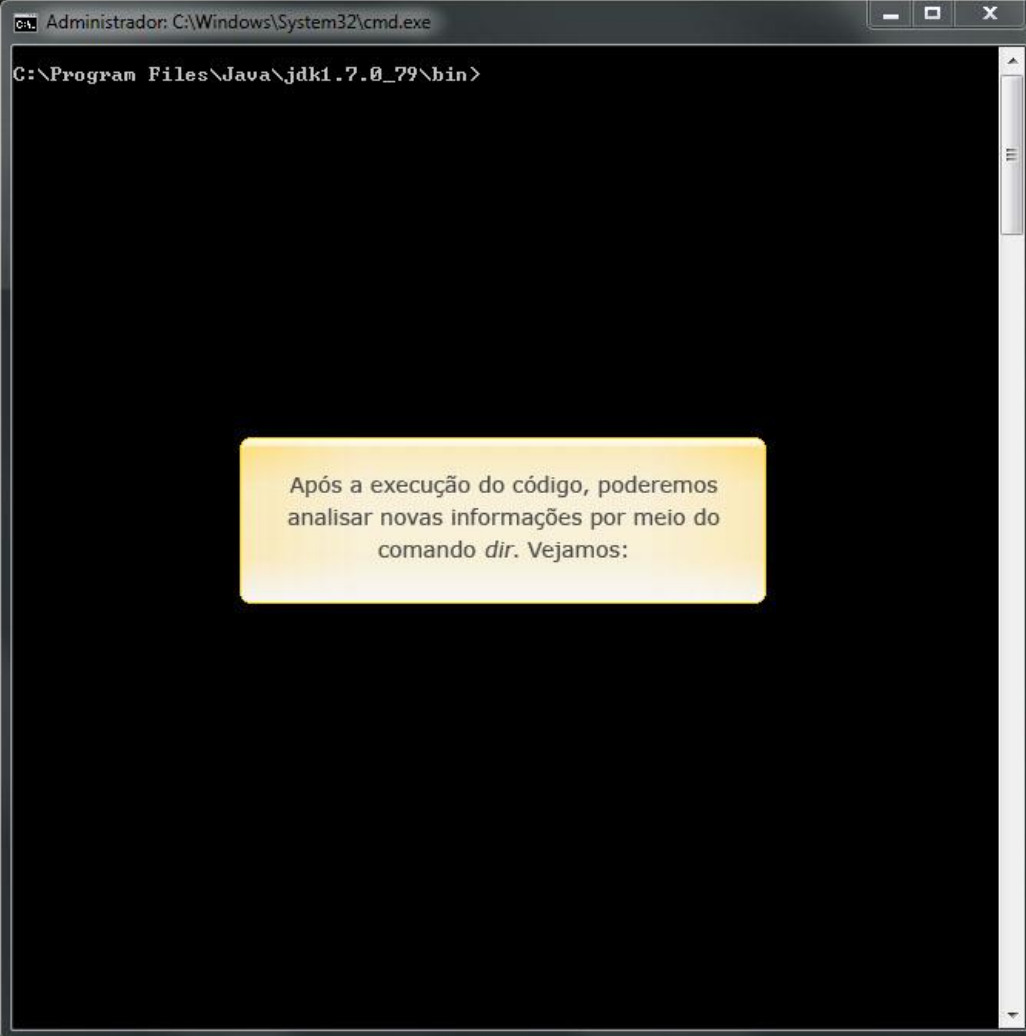 Administrador: C:\Windows\System32\cmd.exe
C:\Program Files\Java\jdk1.7.0_79\bin>
Após a execução do código, poderemos
analisar novas informações por meio do
comando dir. Vejamos: